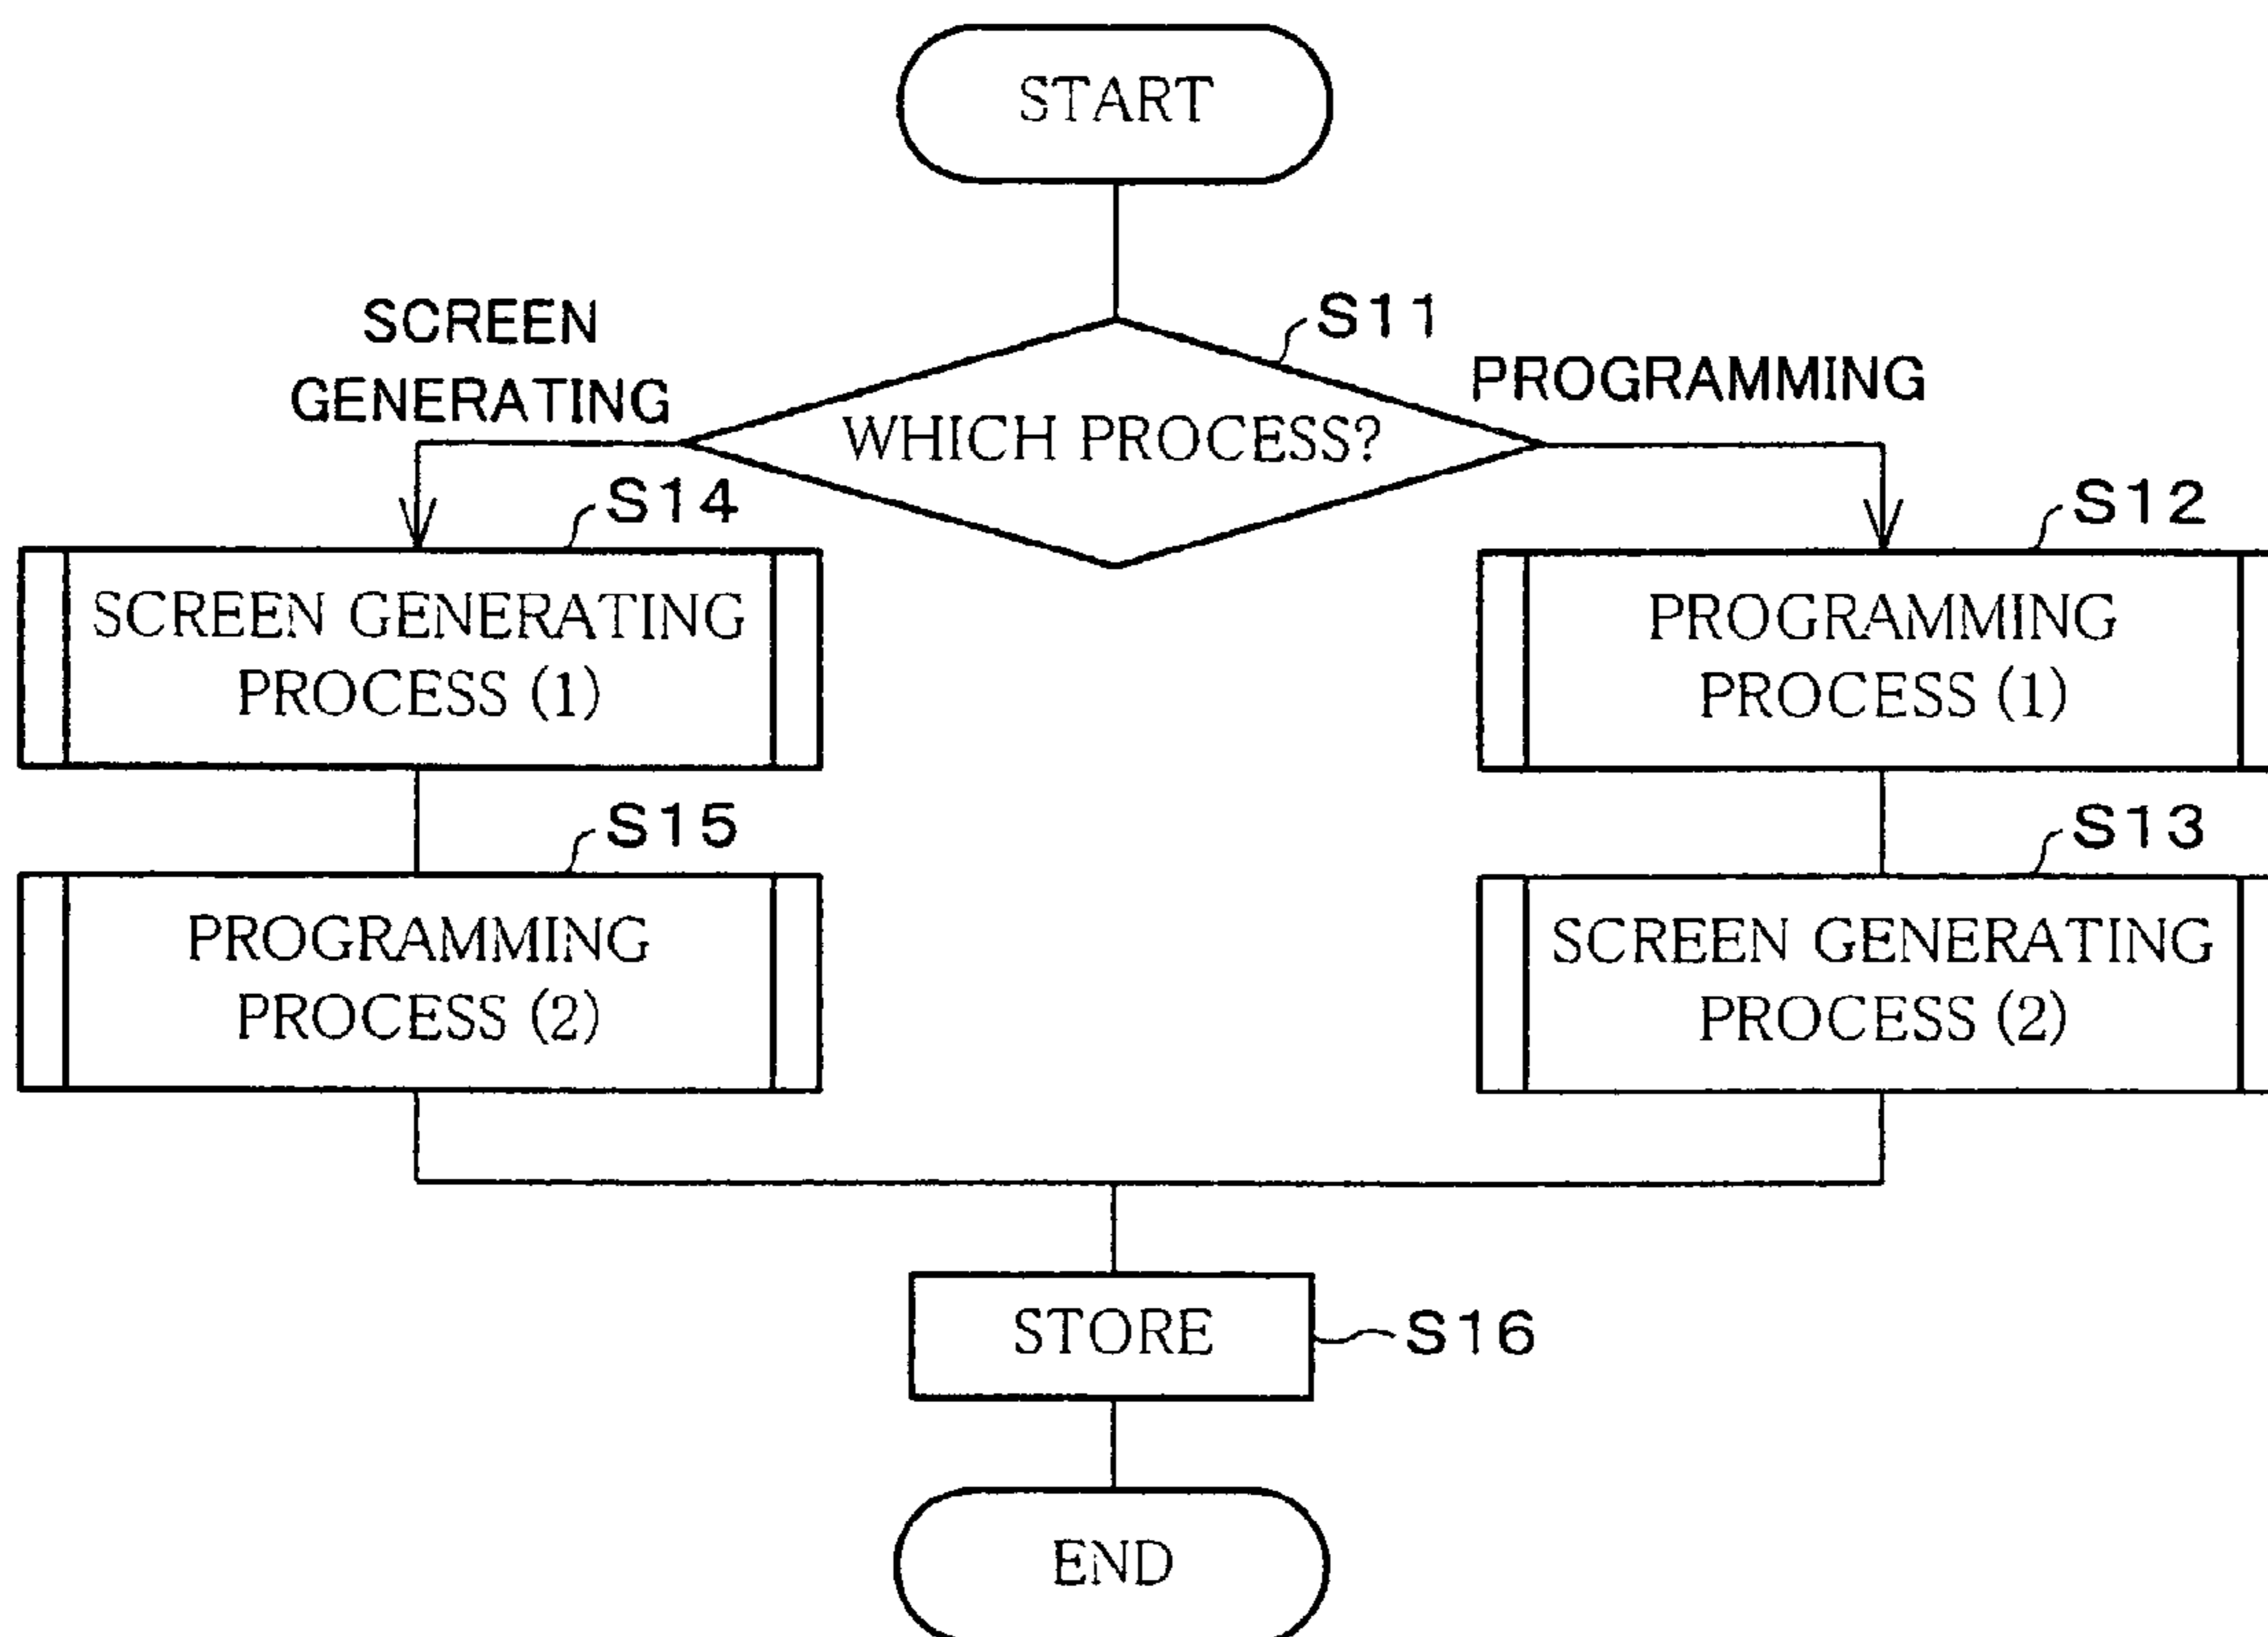 START
S11
SCREEN
GENERATING
PROGRAMMING
WHICH PROCESS?
S14
SCREEN GENERATING
PROCESS (1)
S12
PROGRAMMING
PROCESS (1)
S15
PROGRAMMING
PROCESS (2)
S13
SCREEN GENERATING
PROCESS (2)
STORE
S16
END